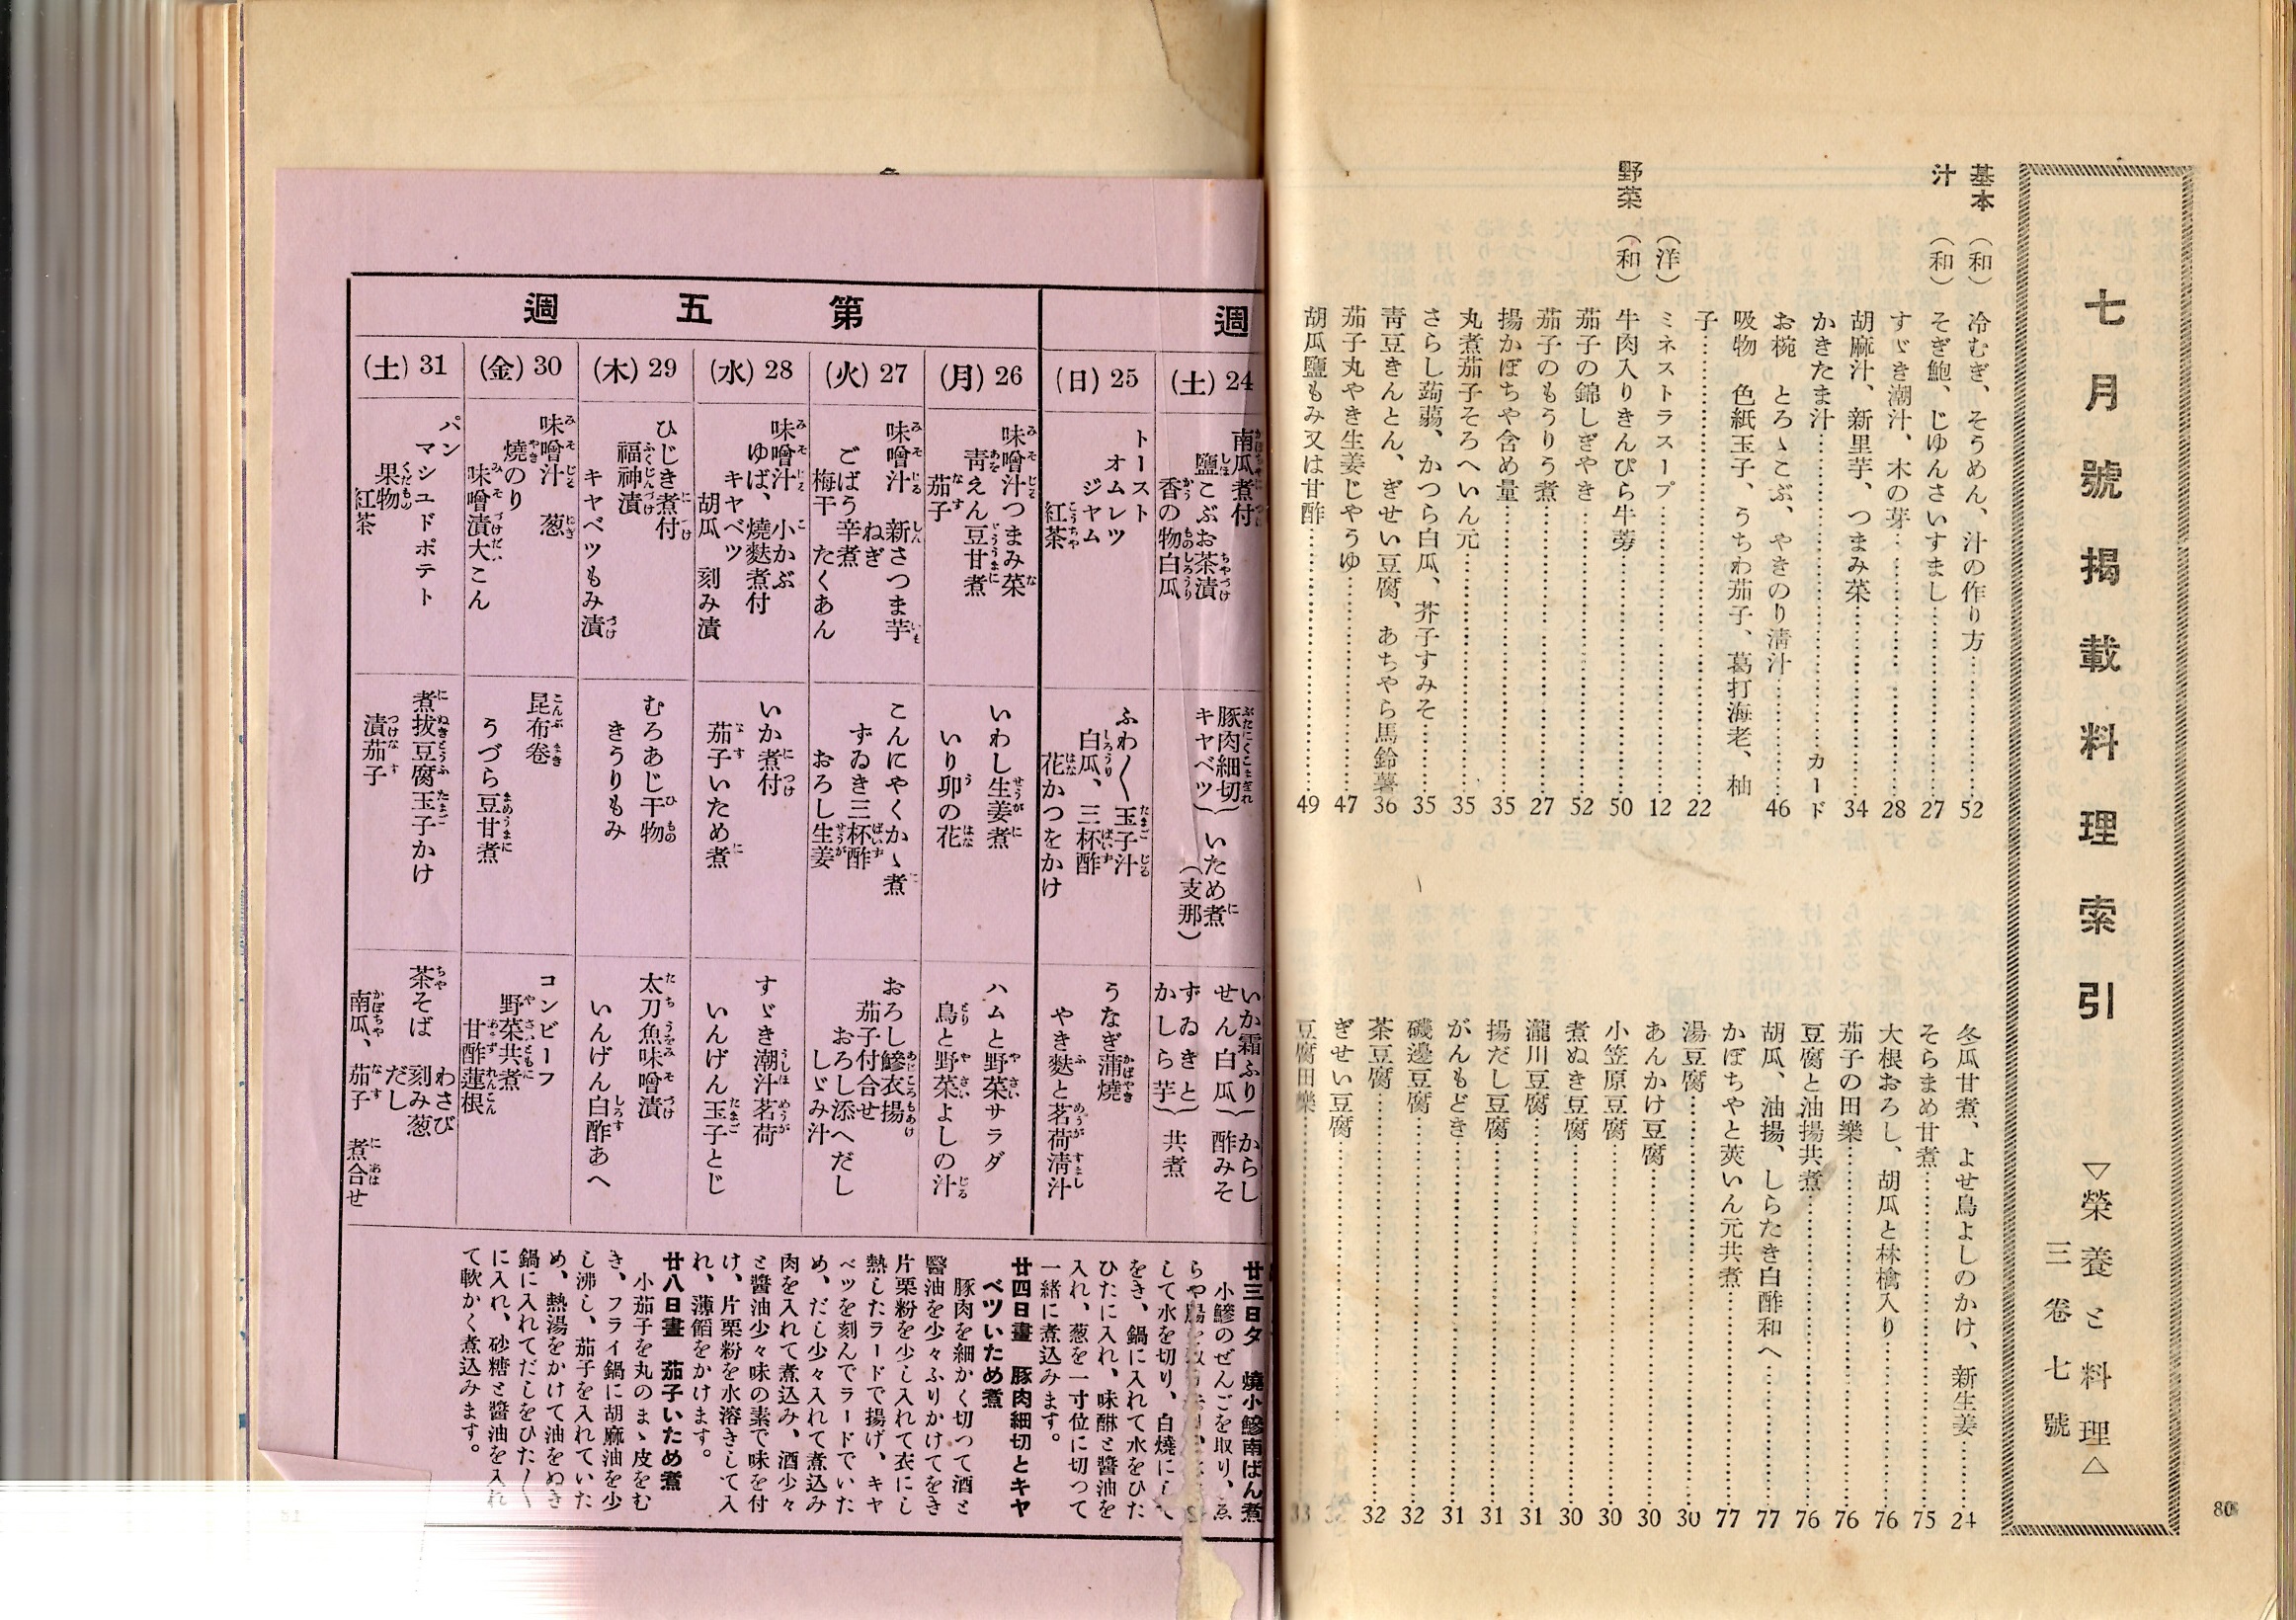 七月號揭載料理索引
▽榮養と料理△
三卷七號
80
基本 (和) 冷むぎ、そうめん、汁の作り方…………52
汁 (和) そぎ鮑、じゆんさいすまし…………27
すゞき潮汁、木の芽…………28
胡麻汁、新里芋、つまみ菜…………34
かきたま汁…………カード
お椀 とろゝこぶ、やきのり淸汁…………46
吸物 色紙玉子、うちわ茄子、葛打海老、柚
子…………22
(洋) ミネストラスープ…………12
野菜 (和) 牛肉入りきんぴら牛蒡…………50
茄子の錦しぎやき…………52
茄子のもうりう煮…………27
揚かぼちや含め量…………35
丸煮茄子そろへいん元…………35
さらし蒟蒻、かつら白瓜、芥子すみそ…………35
靑豆きんとん、ぎせい豆腐、あちやら馬鈴薯…………36
茄子丸やき生姜じやうゆ…………47
胡瓜鹽もみ又は甘酢…………49
冬瓜甘煮、よせ鳥よしのかけ、新生姜…………24
そらまめ甘煮…………75
大根おろし、胡瓜と林檎入り…………76
茄子の田樂…………76
豆腐と油揚共煮…………76
胡瓜、油揚、しらたき白酢和へ…………77
かぼちやと莢いん元共煮…………77
湯豆腐…………30
あんかけ豆腐…………30
小笠原豆腐…………30
煮ぬき豆腐…………30
瀧川豆腐…………31
揚だし豆腐…………31
がんもどき…………31
磯邊豆腐…………32
茶豆腐…………32
ぎせい豆腐…………
豆腐田樂…………33
週
24(土)
南瓜煮付
鹽こぶお茶漬
香の物白瓜
豚肉細切
キヤベツ
いため煮
(支那)
いか霜ふり
せん白瓜
からし
酢みそ
ずゐきと
かしら芋
共煮
25(日)
トースト
オムレツ
ジヤム
紅茶
ふわ〱玉子汁
白瓜、三杯酢
花かつをかけ
うなぎ蒲燒
やき麩と茗荷淸汁
第五週
26(月)
味噌汁つまみ菜
靑えん豆甘煮
茄子
いわし生姜煮
いり卯の花
ハムと野菜サラダ
鳥と野菜よしの汁
27(火)
味噌汁 新さつま芋
ねぎ
ごばう辛煮
梅干 たくあん
こんにやくかゝ煮
ずゐき三杯酢
おろし生姜
おろし鰺衣揚
茄子付合せ
おろし添へだし
しゞみ汁
28(水)
味噌汁 小かぶ
ゆば、燒麩煮付
キヤベツ
胡瓜 刻み漬
いか煮付
茄子いため煮
すゞき潮汁茗荷
いんげん玉子とじ
29(木)
ひじき煮付
福神漬
キヤベツもみ漬
むろあじ干物
きうりもみ
太刀魚味噌漬
いんげん白酢あへ
30(金)
味噌汁 葱
燒のり
味噌漬大こん
昆布卷
うづら豆甘煮
コンビーフ
野菜共煮
甘酢蓮根
31(土)
パン
マシユドポテト
果物
紅茶
煮拔豆腐玉子かけ
漬茄子
茶そば
わさび
刻み葱
だし
南瓜、茄子 煮合せ
廿三日夕 燒小鰺南ばん煮
小鰺のぜんごを取り、ゑ
して水を切り、白燒にして
をき、鍋に入れて水をひた
ひたに入れ、味醂と醬油を
入れ、葱を一寸位に切つて
一緖に煮込みます。
廿四日晝 豚肉細切とキヤ
ベツいため煮
豚肉を細かく切つて酒と
醬油を少々ふりかけてをき
片栗粉を少し入れて衣にし
熱したラードで揚げ、キヤ
ベツを刻んでラードでいた
め、だし少々入れて煮込み
肉を入れて煮込み、酒少々
と醬油少々味の素で味を付
け、片栗粉を水溶きして入
れ、薄餡をかけます。
廿八日晝 茄子いため煮
小茄子を丸のまゝ皮をむ
き、フライ鍋に胡麻油を少
し沸し、茄子を入れていた
め、熱湯をかけて油をぬき
鍋に入れてだしをひた〱
に入れ、砂糖と醬油を入れ
て軟かく煮込みます。